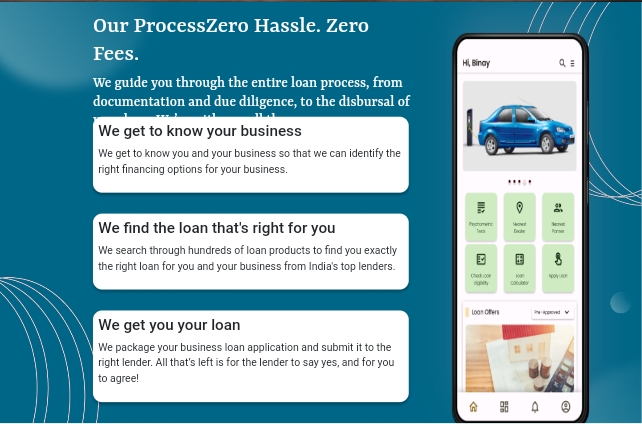 Our ProcessZero Hassle. Zero
Fees.
We guide you through the entire loan process, from
documentation and due diligence, to the disbursal of
We get to know your business
We get to know you and your business so that we can identify the
right financing options for your business.
We find the loan that's right for you
We search through hundreds of loan products to find you exactly
the right loan for you and your business from India's top lenders.
We get you your loan
We package your business loan application and submit it to the
right lender. All that's left is for the lender to say yes, and for you
to agree!
Hi, Binay
Nearest
Dealer
Nearest
Partner
Check Loan
Eligibility
Loan
Calculator
Apply Loan
Loan Offers
Pre - Approved